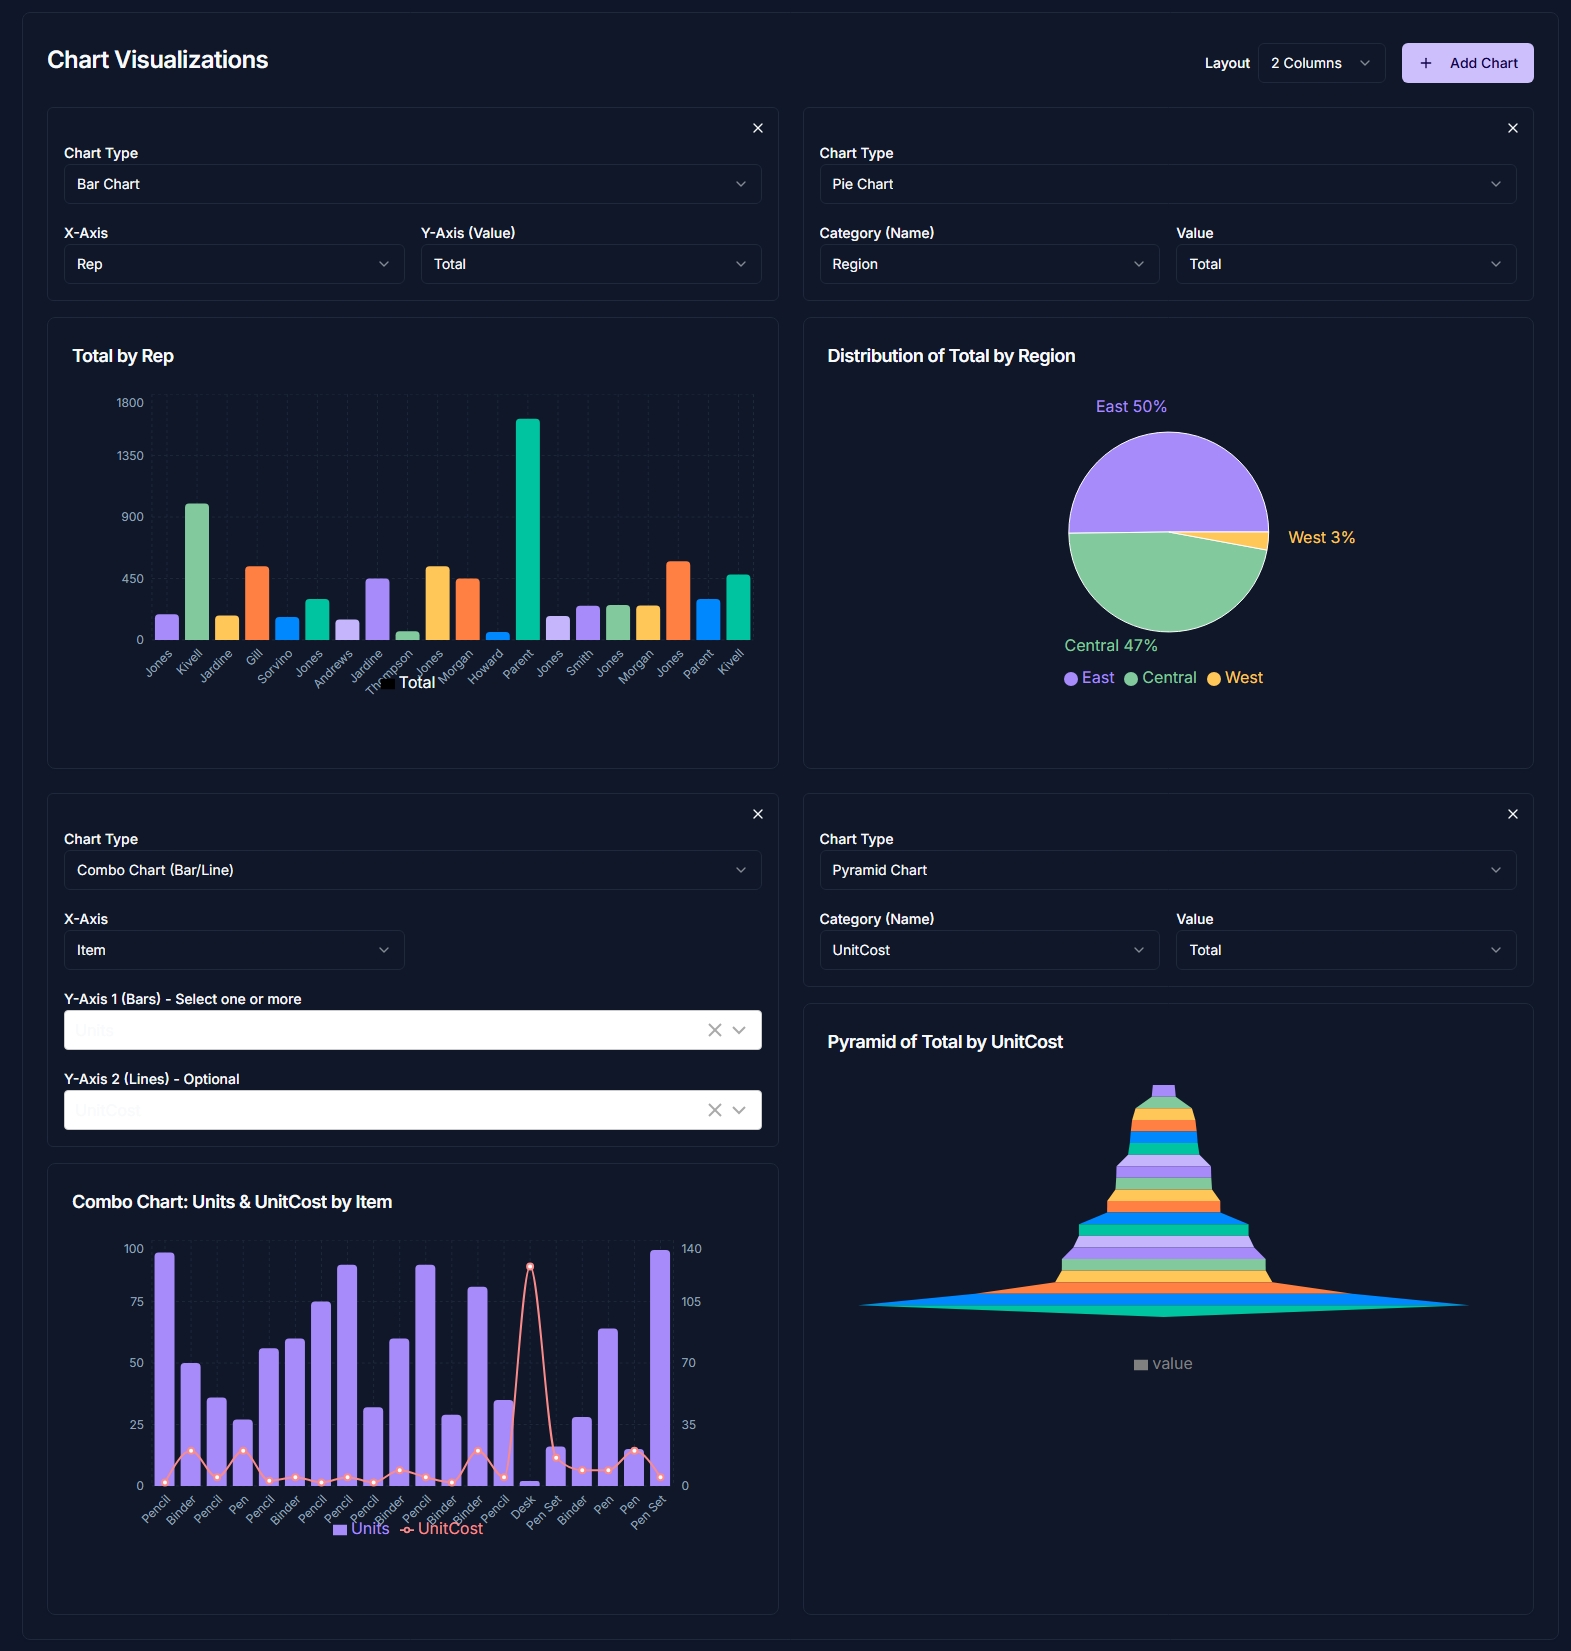 Chart Visualizations
Layout 2 Columns + Add Chart
Chart Type
Bar Chart
X-Axis Y-Axis (Value)
Rep Total
Total by Rep
1800
1350
900
450
0
Jones Kivell Jardine Gill Sorvino Jones Andrews Jardine Thompson Jones Morgan Howard Parent Jones Smith Jones Morgan Jones Parent Kivell
Total
Chart Type
Pie Chart
Category (Name) Value
Region Total
Distribution of Total by Region
East 50%
West 3%
Central 47%
East Central West
Chart Type
Combo Chart (Bar/Line)
X-Axis
Item
Y-Axis 1 (Bars) - Select one or more
Units
Y-Axis 2 (Lines) - Optional
UnitCost
Combo Chart: Units & UnitCost by Item
100 140
75 105
50 70
25 35
0 0
Pencil Binder Pencil Pen Pencil Binder Pencil Pencil Pencil Binder Pencil Binder Binder Pencil Desk Pen Set Binder Pen Pen Pen Set
Units UnitCost
Chart Type
Pyramid Chart
Category (Name) Value
UnitCost Total
Pyramid of Total by UnitCost
value